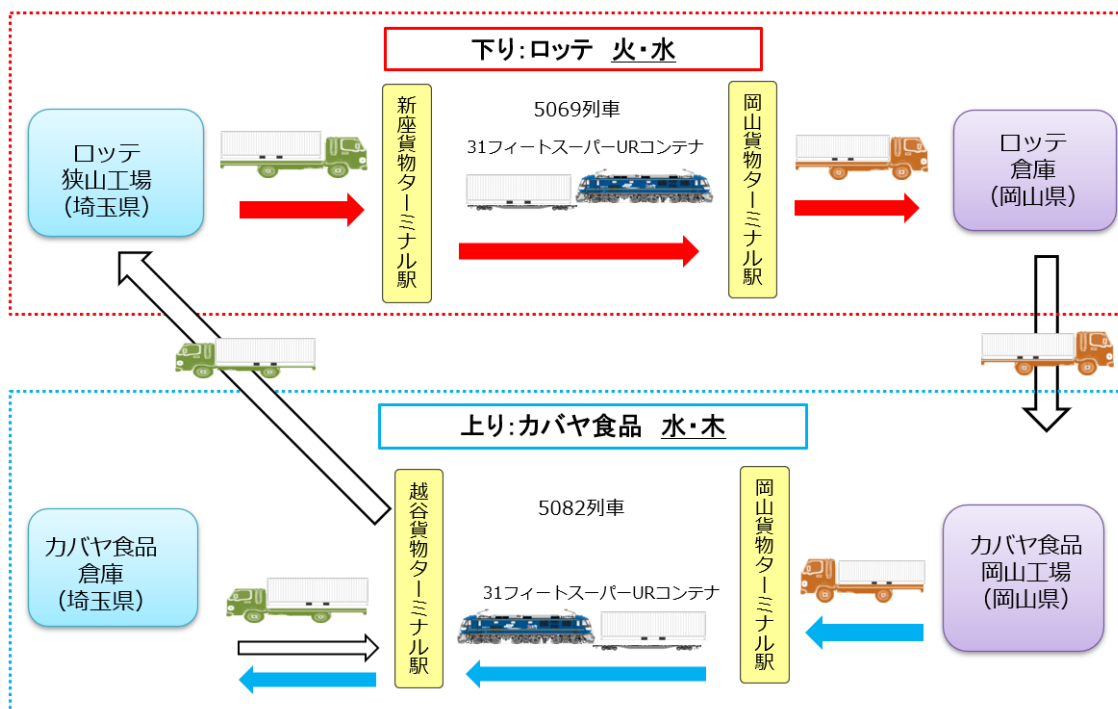 下り:ロッテ 火・水
ロッテ
狭山工場
(埼玉県)
新座貨物ターミナル駅
5069列車
31フィートスーパーURコンテナ
岡山貨物ターミナル駅
ロッテ
倉庫
(岡山県)
上り:カバヤ食品 水・木
カバヤ食品
倉庫
(埼玉県)
越谷貨物ターミナル駅
5082列車
31フィートスーパーURコンテナ
岡山貨物ターミナル駅
カバヤ食品
岡山工場
(岡山県)